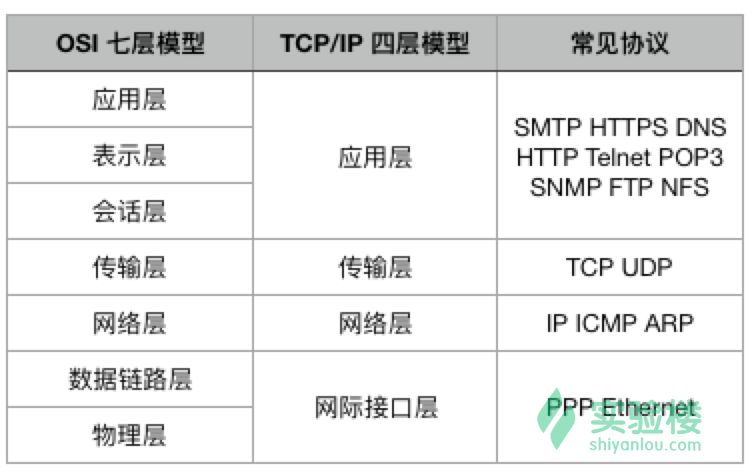 OSI 七层模型 TCP/IP 四层模型 常见协议
应用层
表示层
会话层
应用层
SMTP HTTPS DNS
HTTP Telnet POP3
SNMP FTP NFS
传输层 传输层 TCP UDP
网络层 网络层 IP ICMP ARP
数据链路层
物理层
网际接口层
PPP Ethernet
实验楼
shiyanlou.com